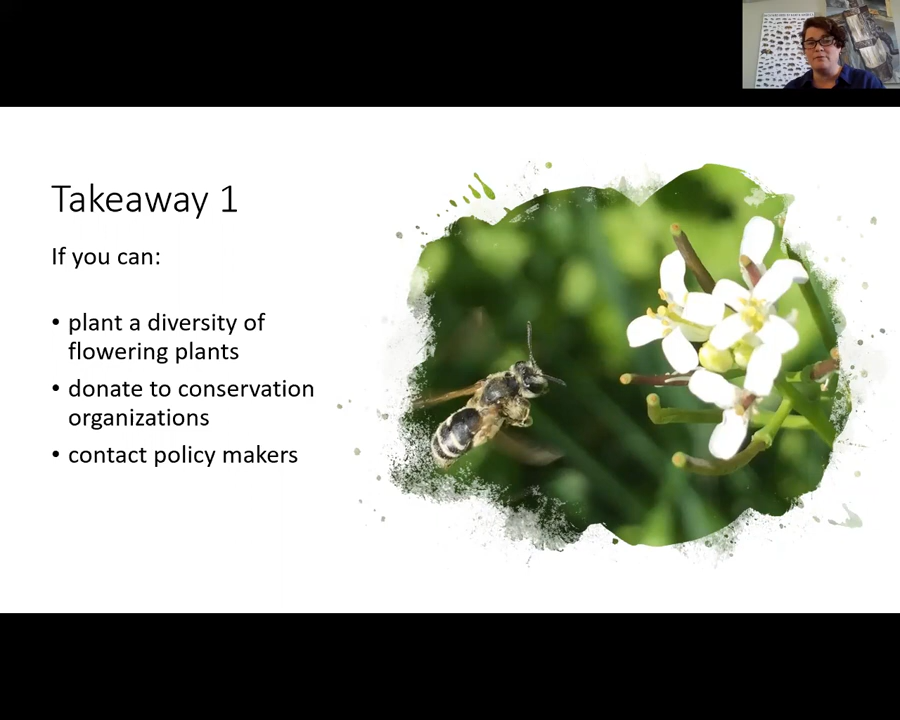 Takeaway 1
If you can:
• plant a diversity of
flowering plants
• donate to conservation
organizations
• contact policy makers